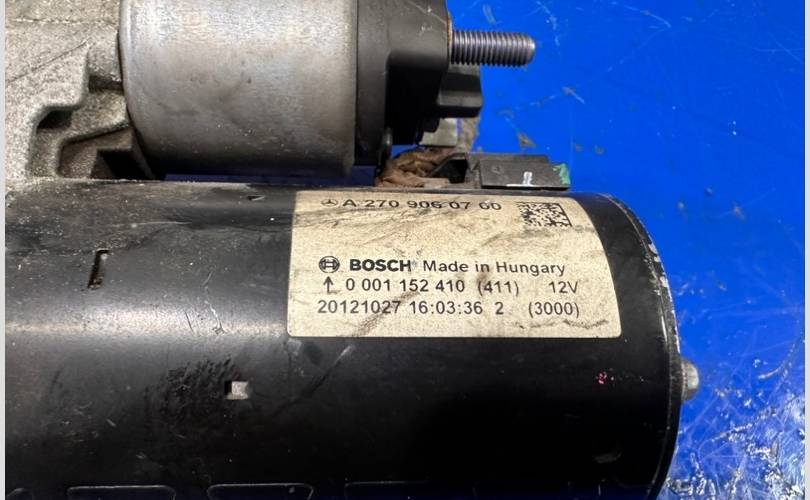 A 270 906 07 00
BOSCH Made in Hungary
↑ 0 001 152 410 (411) 12V
20121027 16:03:36 2 (3000)